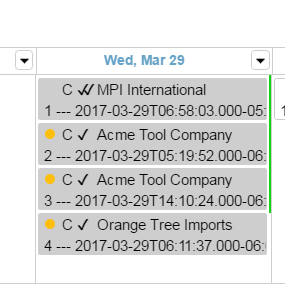 Wed, Mar 29
C ✓✓ MPI International
1 --- 2017-03-29T06:58:03.000-05:
C ✓ Acme Tool Company
2 --- 2017-03-29T05:19:52.000-06:
C ✓ Acme Tool Company
3 --- 2017-03-29T14:10:24.000-06:
C ✓ Orange Tree Imports
4 --- 2017-03-29T06:11:37.000-06: